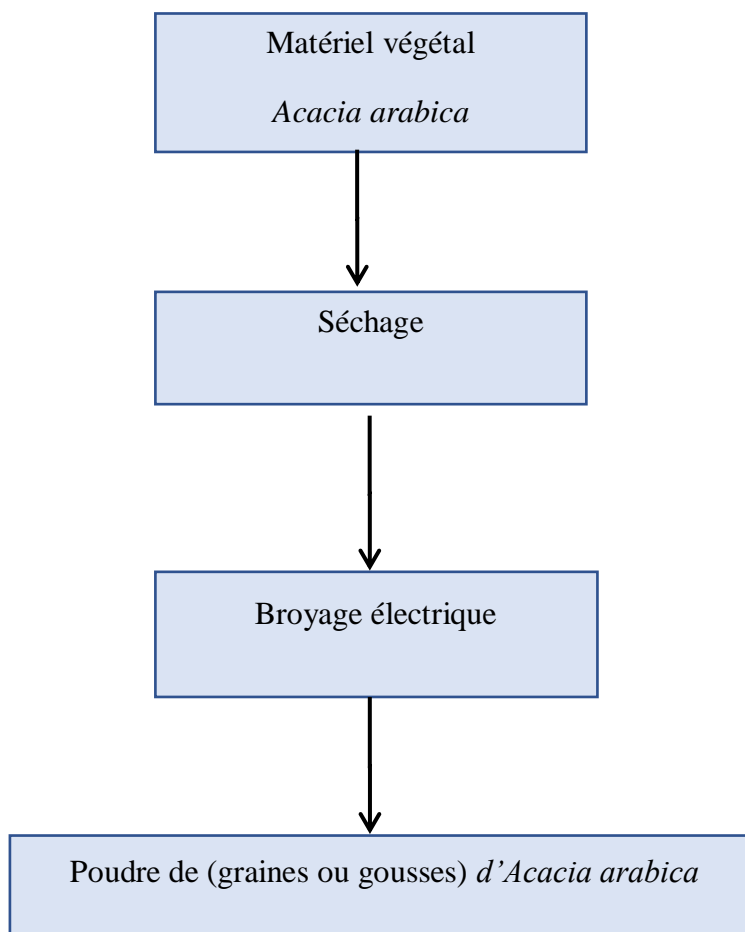 Matériel végétal
Acacia arabica
Séchage
Broyage électrique
Poudre de (graines ou gousses) d’Acacia arabica